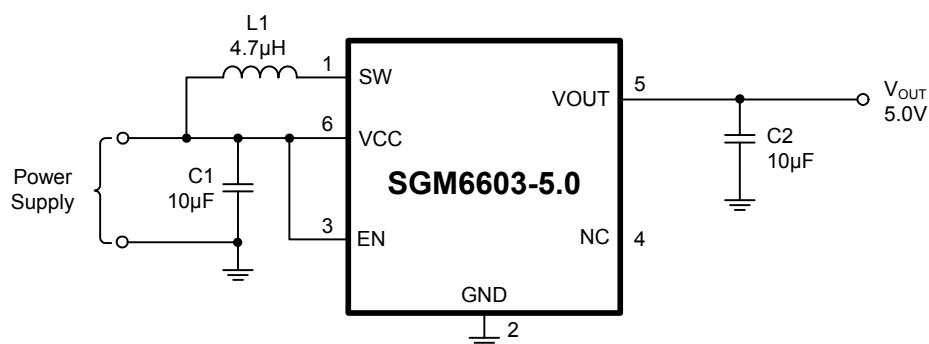 L1
4.7µH
1
SW
VOUT
5
VOUT
5.0V
6
VCC
C2
10µF
Power
Supply
C1
10µF
SGM6603-5.0
3
EN
NC
4
GND
2